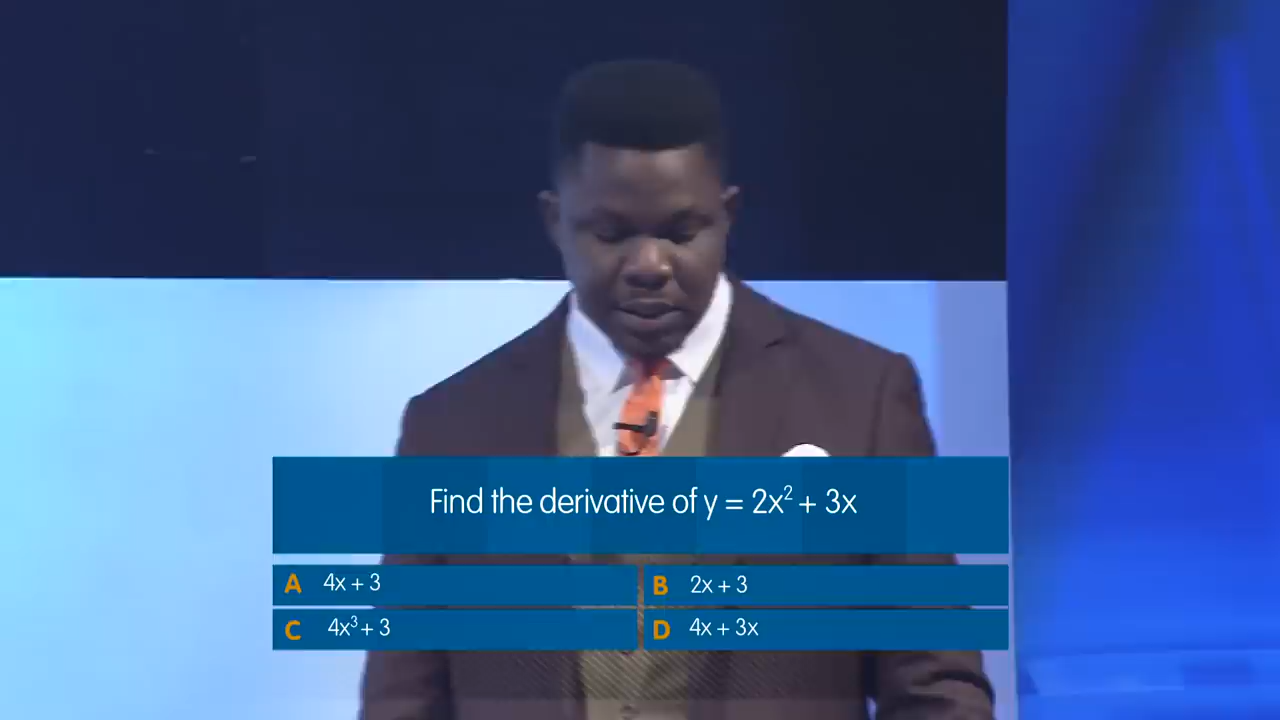 Find the derivative of y = 2x² + 3x
A 4x + 3
B 2x + 3
C 4x³ + 3
D 4x + 3x